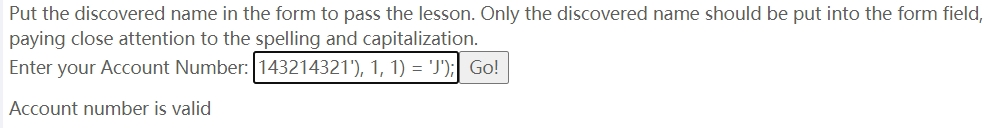 Put the discovered name in the form to pass the lesson. Only the discovered name should be put into the form field,
paying close attention to the spelling and capitalization.
Enter your Account Number: 143214321'), 1, 1) = 'J'); Go!
Account number is valid